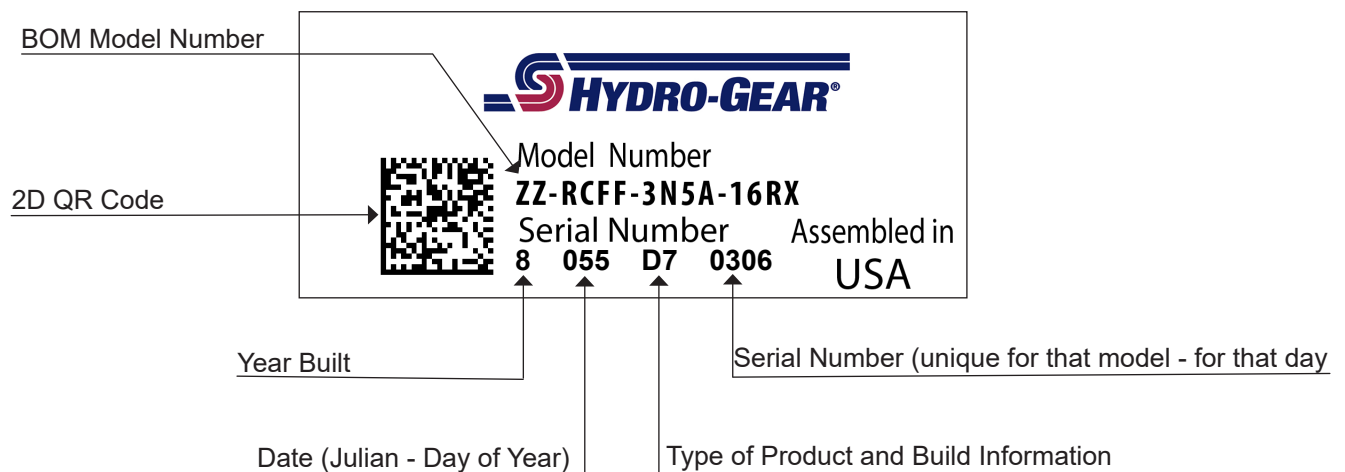 BOM Model Number
HYDRO-GEAR®
Model Number
2D QR Code
ZZ-RCFF-3N5A-16RX
Serial Number
Assembled in
8 055 D7 0306
USA
Year Built
Serial Number (unique for that model - for that day
Date (Julian - Day of Year)
Type of Product and Build Information